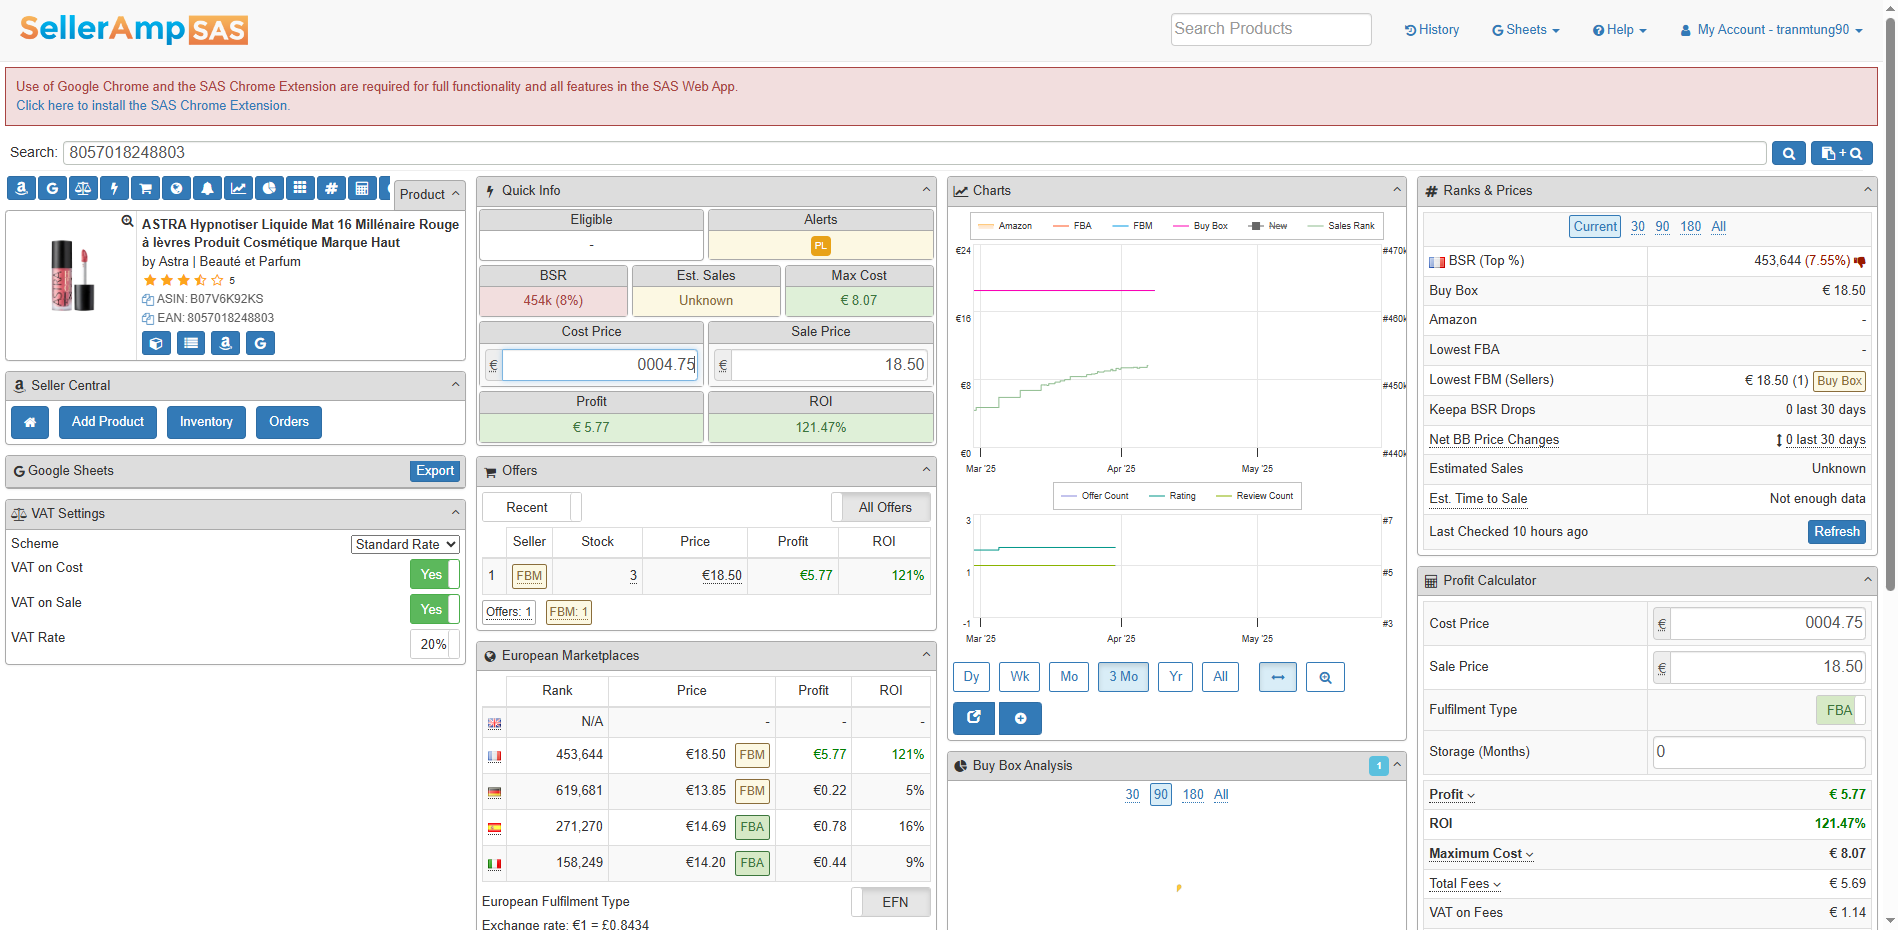 SellerAmp SAS
Search Products
History
Sheets
Help
My Account - tranmtung90
Use of Google Chrome and the SAS Chrome Extension are required for full functionality and all features in the SAS Web App.
Click here to install the SAS Chrome Extension.
Search: 8057018248803
Product
ASTRA Hypnotiser Liquide Mat 16 Millénaire Rouge
à lèvres Produit Cosmétique Marque Haut
by Astra | Beauté et Parfum
5
ASIN: B07V6K92KS
EAN: 8057018248803
Seller Central
Add Product Inventory Orders
Google Sheets Export
VAT Settings
Scheme Standard Rate
VAT on Cost Yes
VAT on Sale Yes
VAT Rate 20%
Quick Info
Eligible Alerts
- PL
BSR Est. Sales Max Cost
454k (8%) Unknown € 8.07
Cost Price Sale Price
€ 0004.75 € 18.50
Profit ROI
€ 5.77 121.47%
Offers
Recent All Offers
Seller Stock Price Profit ROI
1 FBM 3 €18.50 €5.77 121%
Offers: 1 FBM: 1
European Marketplaces
Rank Price Profit ROI
N/A - - -
453,644 €18.50 FBM €5.77 121%
619,681 €13.85 FBM €0.22 5%
271,270 €14.69 FBA €0.78 16%
158,249 €14.20 FBA €0.44 9%
European Fulfilment Type EFN
Exchange rate: €1 = £0.8434
Charts
Amazon FBA FBM Buy Box New Sales Rank
€24 #470k
€16 #460k
€8 #450k
€0 #440k
Mar '25 Apr '25 May '25
Offer Count Rating Review Count
3 #7
1 #5
-1 #3
Mar '25 Apr '25 May '25
Dy Wk Mo 3 Mo Yr All
Buy Box Analysis 1
30 90 180 All
Ranks & Prices
Current 30 90 180 All
BSR (Top %) 453,644 (7.55%)
Buy Box € 18.50
Amazon -
Lowest FBA -
Lowest FBM (Sellers) € 18.50 (1) Buy Box
Keepa BSR Drops 0 last 30 days
Net BB Price Changes 0 last 30 days
Estimated Sales Unknown
Est. Time to Sale Not enough data
Last Checked 10 hours ago Refresh
Profit Calculator
Cost Price € 0004.75
Sale Price € 18.50
Fulfilment Type FBA
Storage (Months) 0
Profit € 5.77
ROI 121.47%
Maximum Cost € 8.07
Total Fees € 5.69
VAT on Fees € 1.14